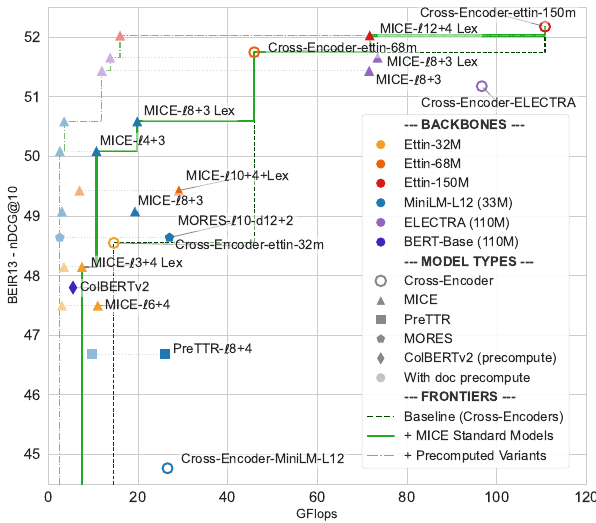 Cross-Encoder-ettin-150m
MICE-ℓ12+4 Lex
Cross-Encoder-ettin-68m
MICE-ℓ8+3 Lex
MICE-ℓ8+3
Cross-Encoder-ELECTRA
MICE-ℓ8+3 Lex
MICE-ℓ4+3
MICE-ℓ10+4+Lex
MICE-ℓ8+3
MORES-ℓ10-d12+2
Cross-Encoder-ettin-32m
MICE-ℓ3+4 Lex
ColBERTv2
MICE-ℓ6+4
PreTTR-ℓ8+4
Cross-Encoder-MiniLM-L12
--- BACKBONES ---
Ettin-32M
Ettin-68M
Ettin-150M
MiniLM-L12 (33M)
ELECTRA (110M)
BERT-Base (110M)
--- MODEL TYPES ---
Cross-Encoder
MICE
PreTTR
MORES
ColBERTv2 (precompute)
With doc precompute
--- FRONTIERS ---
Baseline (Cross-Encoders)
+ MICE Standard Models
+ Precomputed Variants
52
51
50
49
48
47
46
45
BEIR13 - nDCG@10
0 20 40 60 80 100 120
GFlops